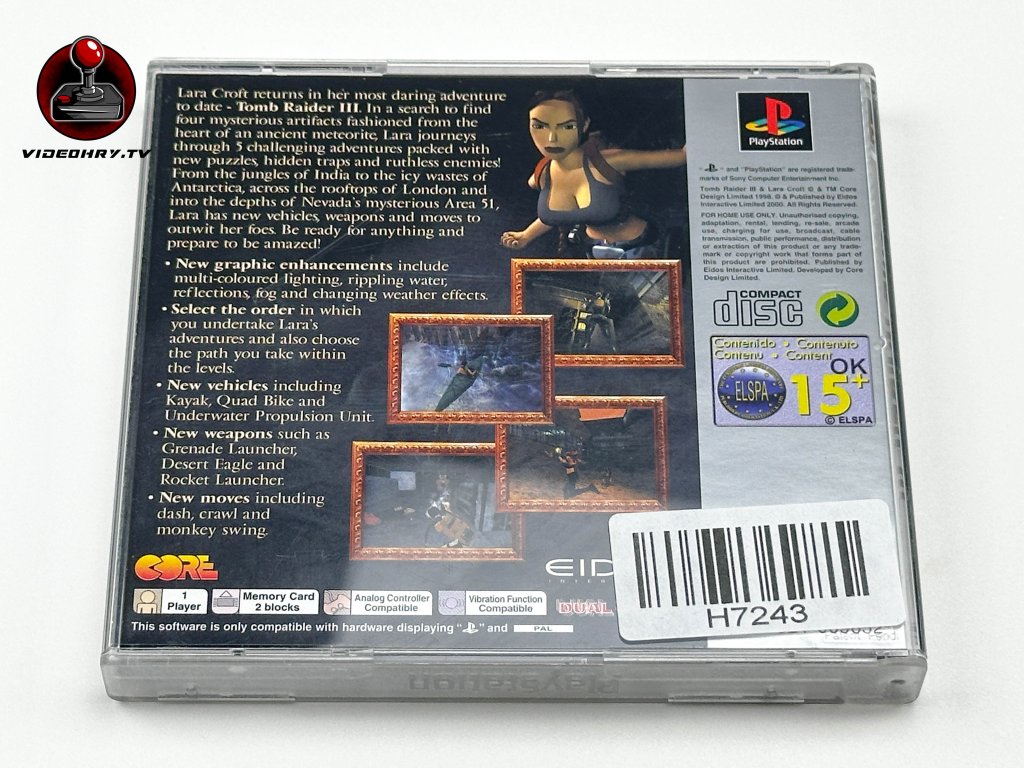 VIDEOHRY.TV
Lara Croft returns in her most daring adventure
to date - Tomb Raider III. In a search to find
four mysterious artifacts fashioned from the
heart of an ancient meteorite, Lara journeys
through 5 challenging adventures packed with
new puzzles, hidden traps and ruthless enemies!
From the jungles of India to the icy wastes of
Antarctica, across the rooftops of London and
into the depths of Nevada's mysterious Area 51,
Lara has new vehicles, weapons and moves to
outwit her foes. Be ready for anything and
prepare to be amazed!
• New graphic enhancements include
multi-coloured lighting, rippling water,
reflections, fog and changing weather effects.
• Select the order in which
you undertake Lara's
adventures and also choose
the path you take within
the levels.
• New vehicles including
Kayak, Quad Bike and
Underwater Propulsion Unit.
• New weapons such as
Grenade Launcher,
Desert Eagle and
Rocket Launcher.
• New moves including
dash, crawl and
monkey swing.
CORE
EID
INTER
1
Player
Memory Card
2 blocks
Analog Controller
Compatible
Vibration Function
Compatible
DUAL
This software is only compatible with hardware displaying " " and PAL
PlayStation
" " and "PlayStation" are registered trade-
marks of Sony Computer Entertainment Inc.
Tomb Raider III & Lara Croft © & TM Core
Design Limited 1998. © & Published by Eidos
Interactive Limited 2000. All Rights Reserved.
FOR HOME USE ONLY. Unauthorised copying,
adaptation, rental, lending, re-sale, arcade
use, charging for use, broadcast, cable
transmission, public performance, distribution
or extraction of this product or any trade-
mark or copyright work that forms part of
this product are prohibited. Published by
Eidos Interactive Limited. Developed by Core
Design Limited.
COMPACT
disc
Contenido • Contenuto
Contenu • Content
ELSPA
OK
15+
© ELSPA
H7243
PlayStation